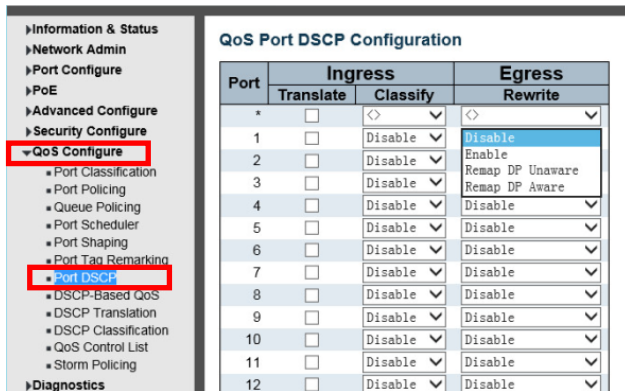 Information & Status
Network Admin
Port Configure
PoE
Advanced Configure
Security Configure
QoS Configure
Port Classification
Port Policing
Queue Policing
Port Scheduler
Port Shaping
Port Tag Remarking
Port DSCP
DSCP-Based QoS
DSCP Translation
DSCP Classification
QoS Control List
Storm Policing
Diagnostics
QoS Port DSCP Configuration
Port Ingress Egress
Translate Classify Rewrite
* <> <>
1 Disable Disable
Enable
Remap DP Unaware
Remap DP Aware
2 Disable
3 Disable
4 Disable Disable
5 Disable Disable
6 Disable Disable
7 Disable Disable
8 Disable Disable
9 Disable Disable
10 Disable Disable
11 Disable Disable
12 Disable Disable